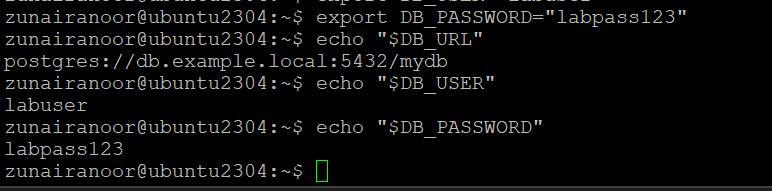 zunairanoor@ubuntu2304:~$ export DB_PASSWORD="labpass123"
zunairanoor@ubuntu2304:~$ echo "$DB_URL"
postgres://db.example.local:5432/mydb
zunairanoor@ubuntu2304:~$ echo "$DB_USER"
labuser
zunairanoor@ubuntu2304:~$ echo "$DB_PASSWORD"
labpass123
zunairanoor@ubuntu2304:~$